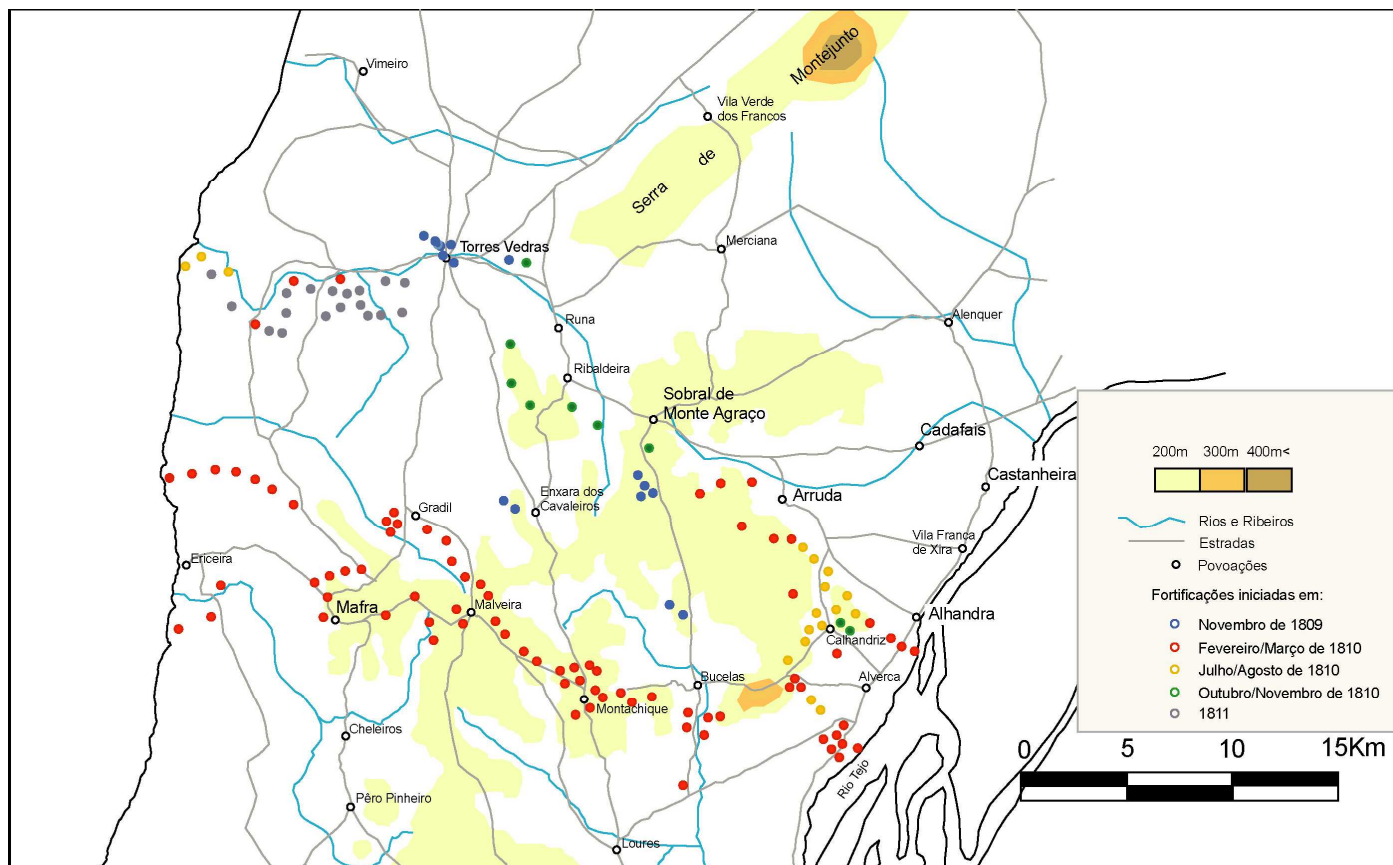 Vimeiro
Montejunto
Vila Verde
dos Francos
de
Serra
Merciana
Torres Vedras
Alenquer
Runa
Ribaldeira
Sobral de
Monte Agraço
Cadafais
Castanheira
Arruda
Enxara dos
Cavaleiros
Gradil
Vila França
de Xira
Ericeira
Mafra
Malveira
Alhandra
Calhandriz
Bucelas
Alverca
Montachique
Cheleiros
Pêro Pinheiro
Loures
Rio Tejo
200m 300m 400m<
Rios e Ribeiros
Estradas
Povoações
Fortificações iniciadas em:
Novembro de 1809
Fevereiro/Março de 1810
Julho/Agosto de 1810
Outubro/Novembro de 1810
1811
0 5 10 15Km